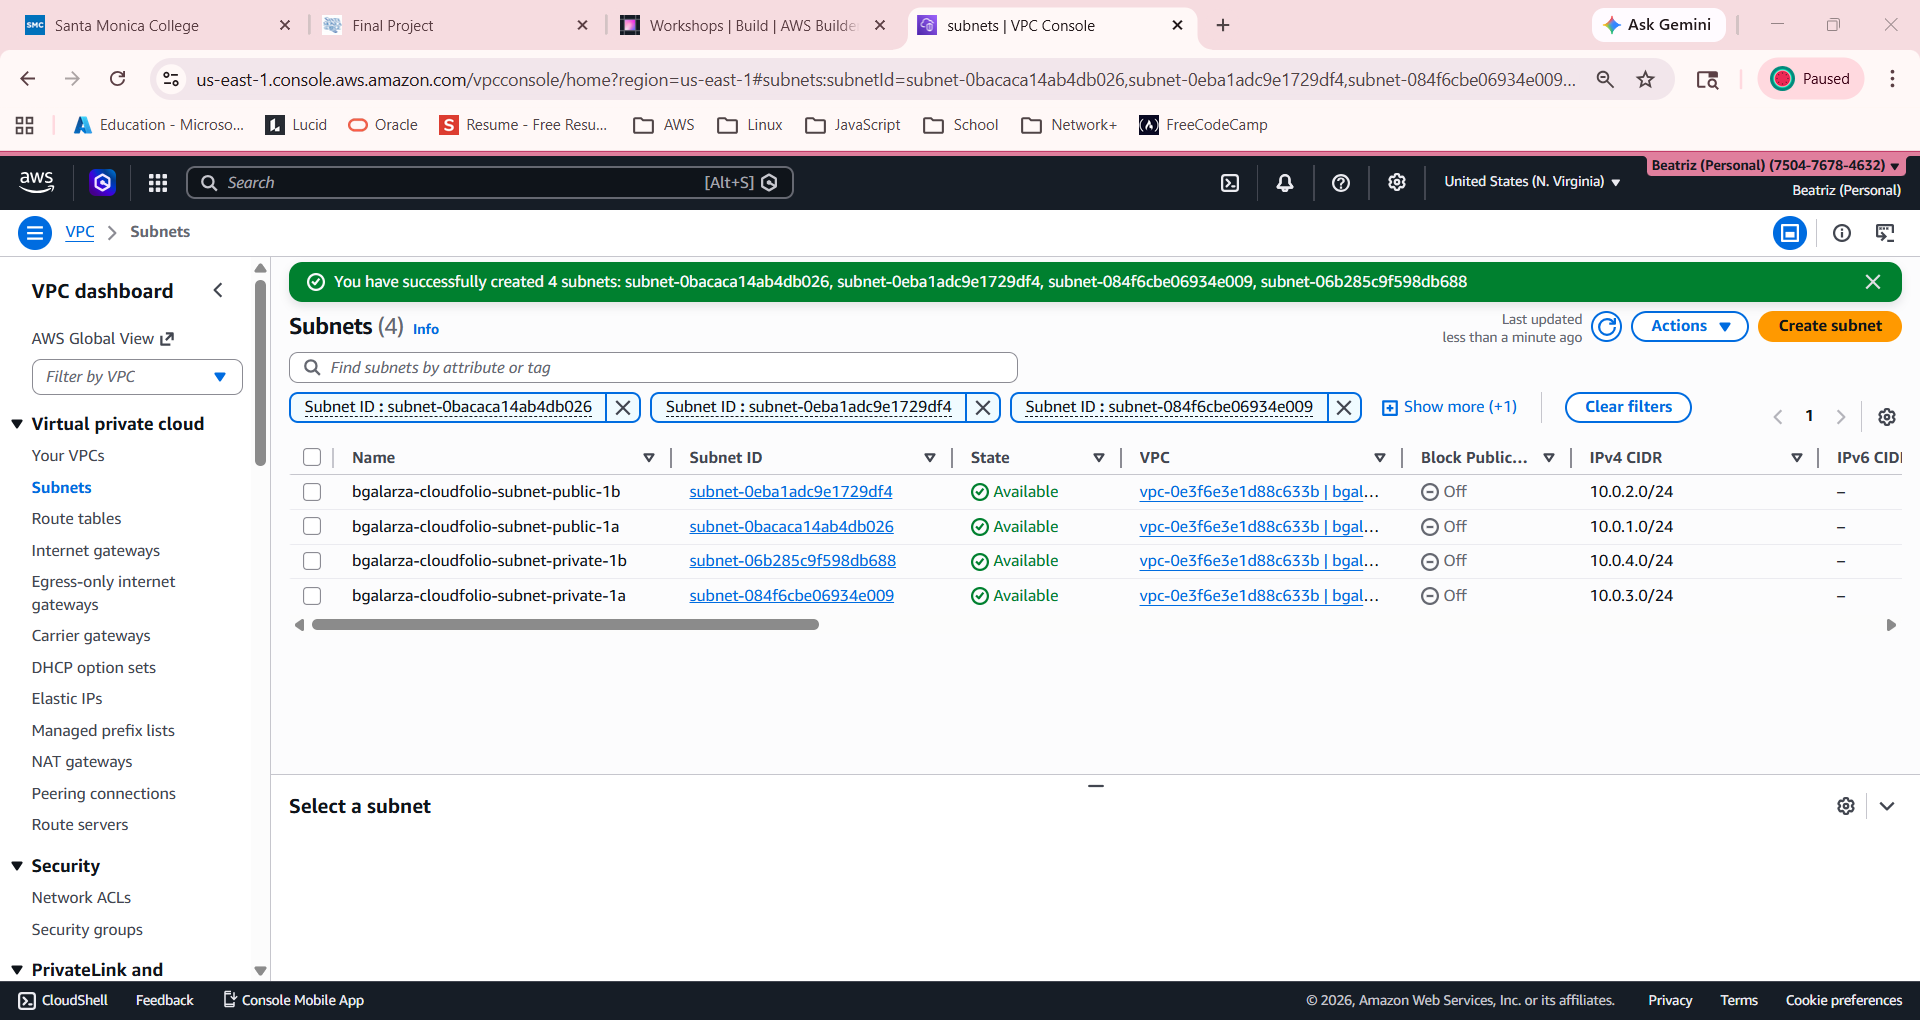 SMC Santa Monica College
Final Project
Workshops | Build | AWS Builde
subnets | VPC Console
Ask Gemini
us-east-1.console.aws.amazon.com/vpcconsole/home?region=us-east-1#subnets:subnetId=subnet-0bacaca14ab4db026,subnet-0eba1adc9e1729df4,subnet-084f6cbe06934e009...
Paused
Education - Microso...
Lucid
Oracle
S Resume - Free Resu...
AWS
Linux
JavaScript
School
Network+
FreeCodeCamp
aws
Search
[Alt+S]
United States (N. Virginia)
Beatriz (Personal) (7504-7678-4632)
Beatriz (Personal)
VPC
Subnets
VPC dashboard
AWS Global View
Filter by VPC
Virtual private cloud
Your VPCs
Subnets
Route tables
Internet gateways
Egress-only internet
gateways
Carrier gateways
DHCP option sets
Elastic IPs
Managed prefix lists
NAT gateways
Peering connections
Route servers
Security
Network ACLs
Security groups
PrivateLink and
You have successfully created 4 subnets: subnet-0bacaca14ab4db026, subnet-0eba1adc9e1729df4, subnet-084f6cbe06934e009, subnet-06b285c9f598db688
Subnets (4) Info
Last updated
less than a minute ago
Actions
Create subnet
Find subnets by attribute or tag
Subnet ID : subnet-0bacaca14ab4db026
Subnet ID : subnet-0eba1adc9e1729df4
Subnet ID : subnet-084f6cbe06934e009
Show more (+1)
Clear filters
1
Name Subnet ID State VPC Block Public... IPv4 CIDR IPv6 CIDI
bgalarza-cloudfolio-subnet-public-1b subnet-0eba1adc9e1729df4 Available vpc-0e3f6e3e1d88c633b | bgal... Off 10.0.2.0/24 –
bgalarza-cloudfolio-subnet-public-1a subnet-0bacaca14ab4db026 Available vpc-0e3f6e3e1d88c633b | bgal... Off 10.0.1.0/24 –
bgalarza-cloudfolio-subnet-private-1b subnet-06b285c9f598db688 Available vpc-0e3f6e3e1d88c633b | bgal... Off 10.0.4.0/24 –
bgalarza-cloudfolio-subnet-private-1a subnet-084f6cbe06934e009 Available vpc-0e3f6e3e1d88c633b | bgal... Off 10.0.3.0/24 –
Select a subnet
CloudShell
Feedback
Console Mobile App
© 2026, Amazon Web Services, Inc. or its affiliates.
Privacy
Terms
Cookie preferences